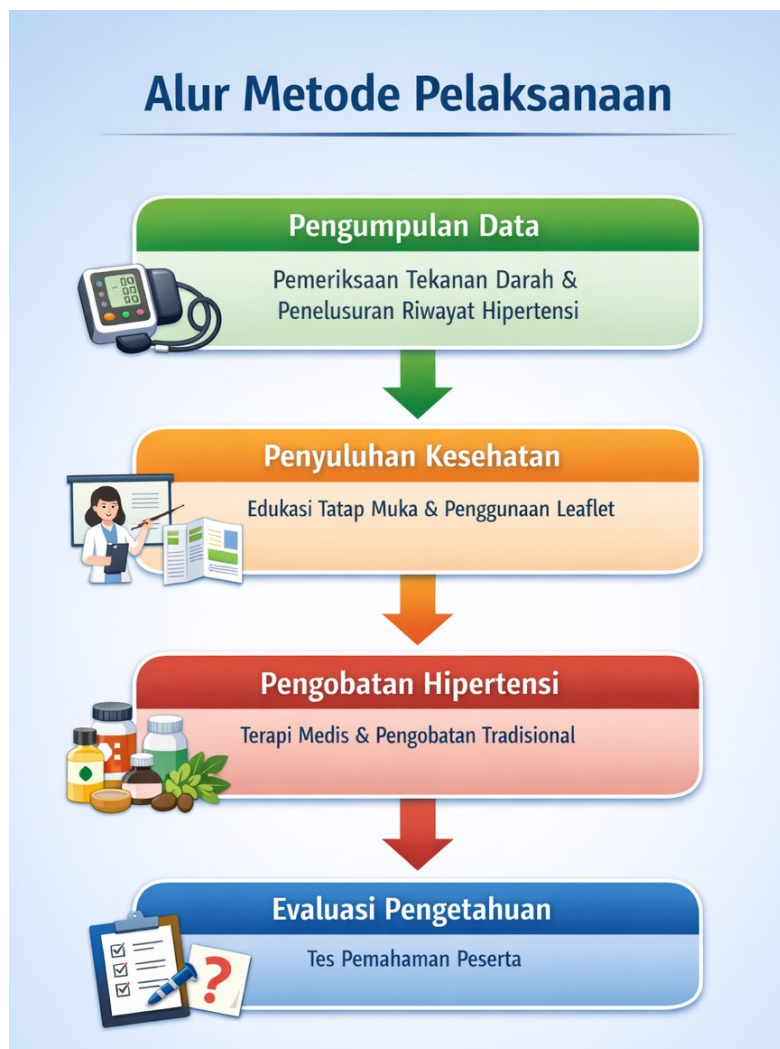 Alur Metode Pelaksanaan
Pengumpulan Data
Pemeriksaan Tekanan Darah &
Penelusuran Riwayat Hipertensi
Penyuluhan Kesehatan
Edukasi Tatap Muka & Penggunaan Leaflet
Pengobatan Hipertensi
Terapi Medis & Pengobatan Tradisional
Evaluasi Pengetahuan
Tes Pemahaman Peserta
?